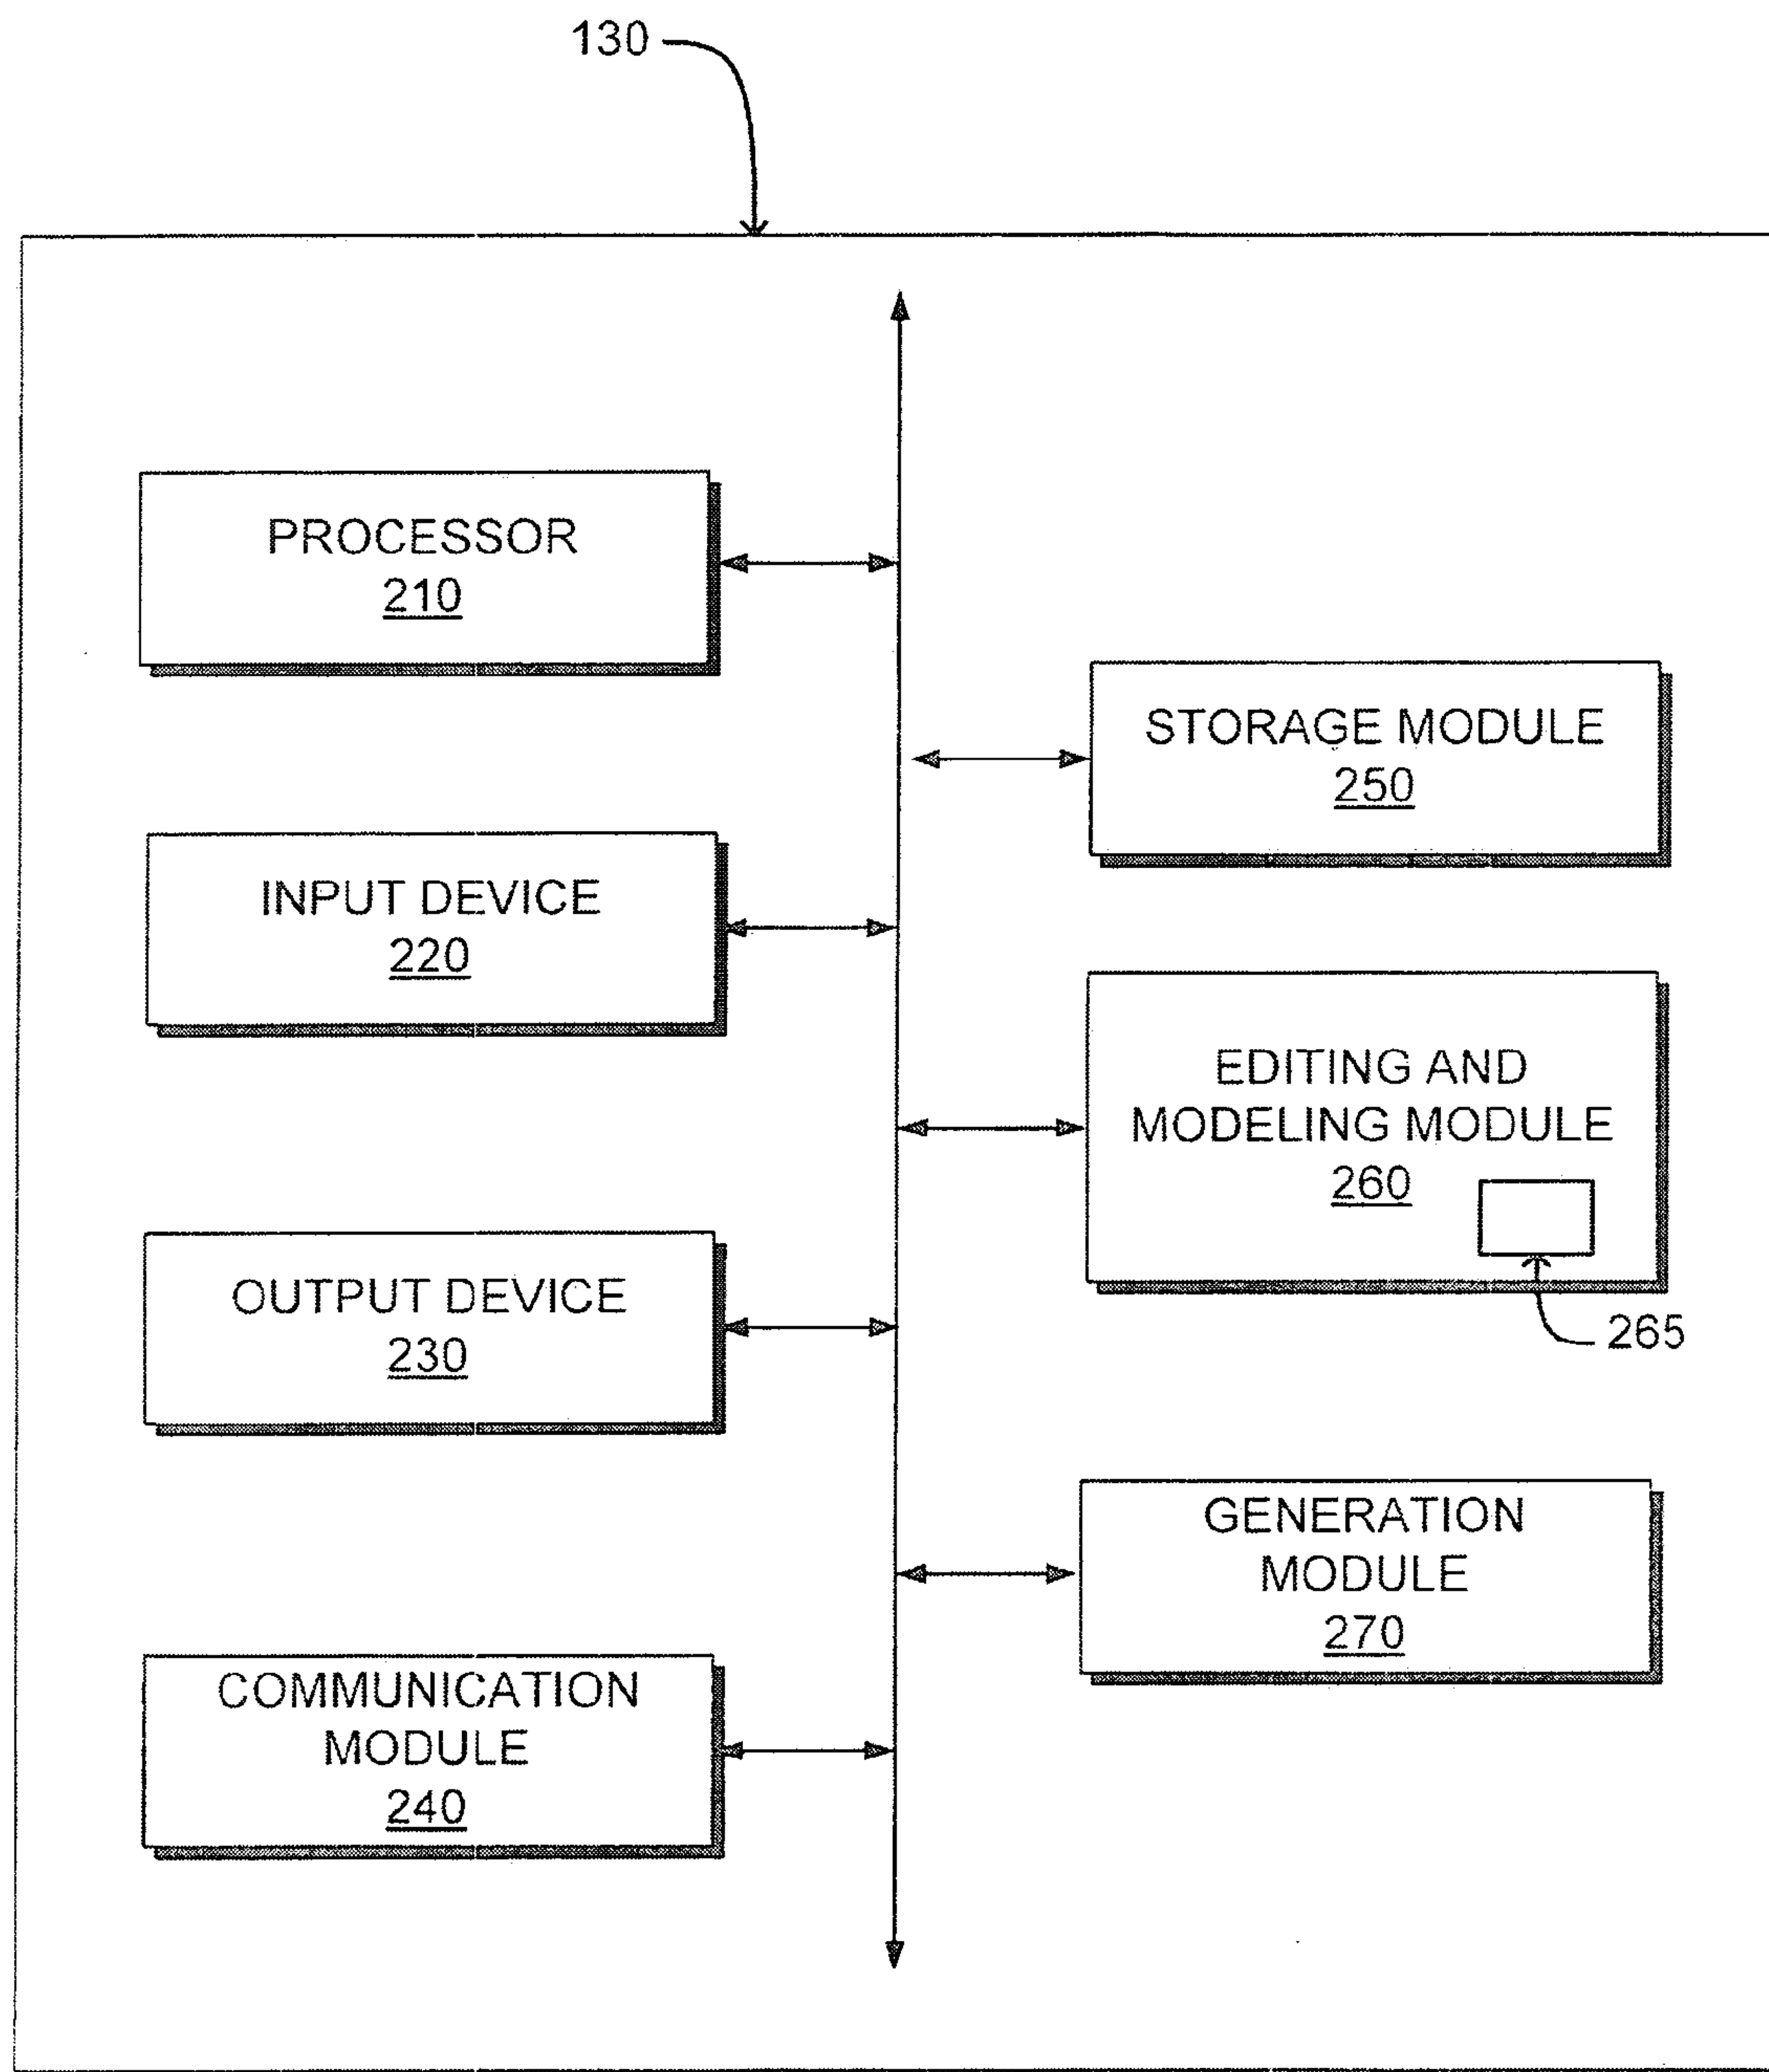 130
PROCESSOR
210
INPUT DEVICE
220
OUTPUT DEVICE
230
COMMUNICATION
MODULE
240
STORAGE MODULE
250
EDITING AND
MODELING MODULE
260
265
GENERATION
MODULE
270